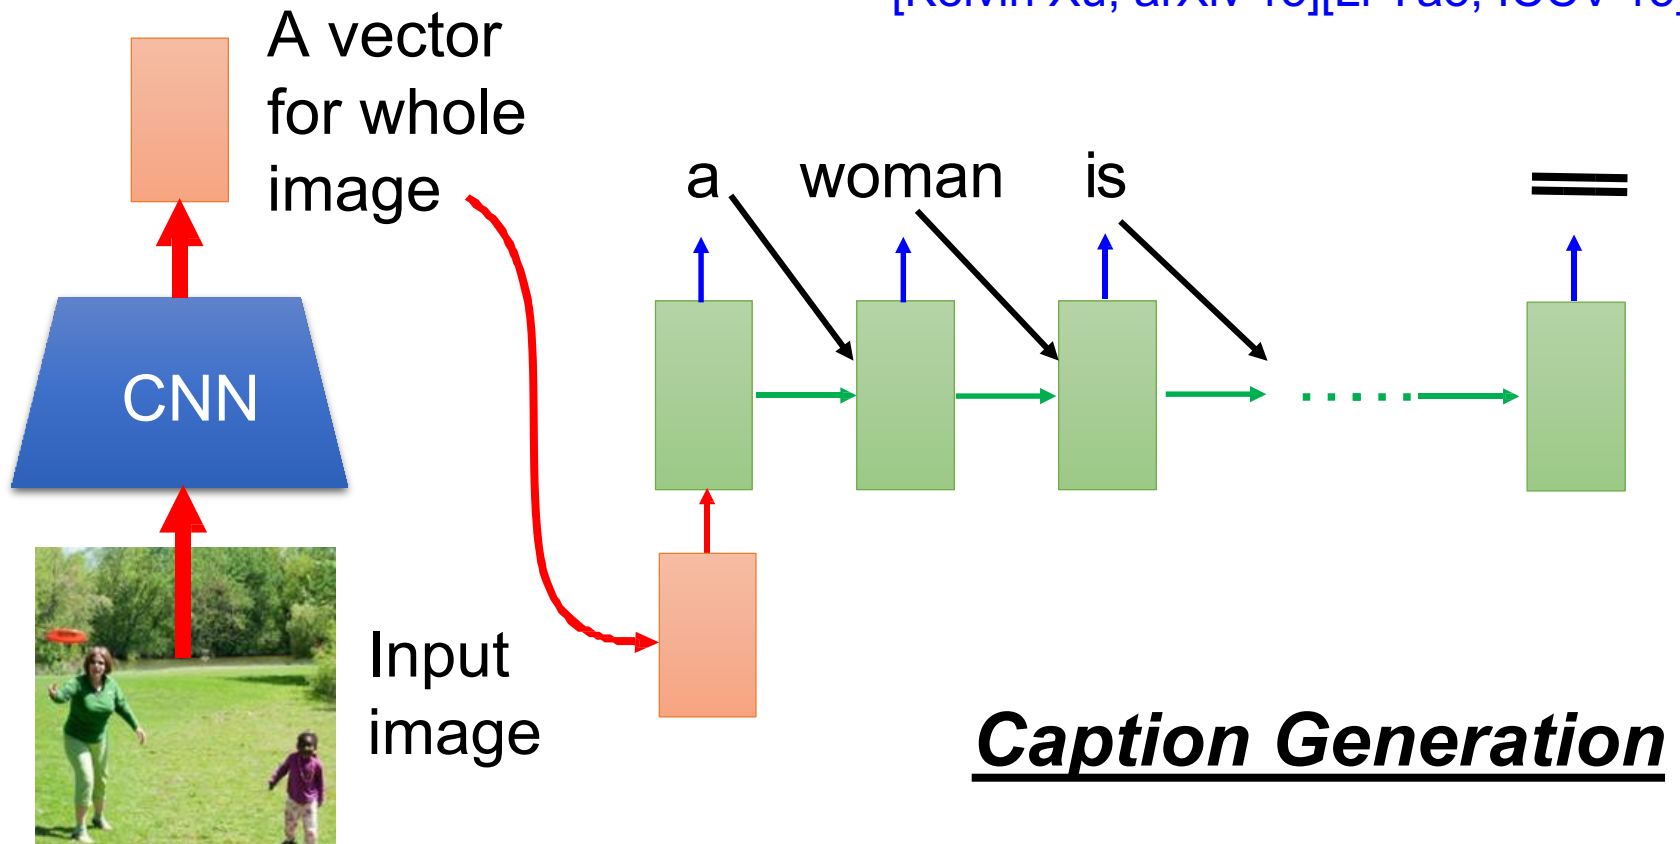 A vector
for whole
image
a woman is
CNN
Input
image
Caption Generation